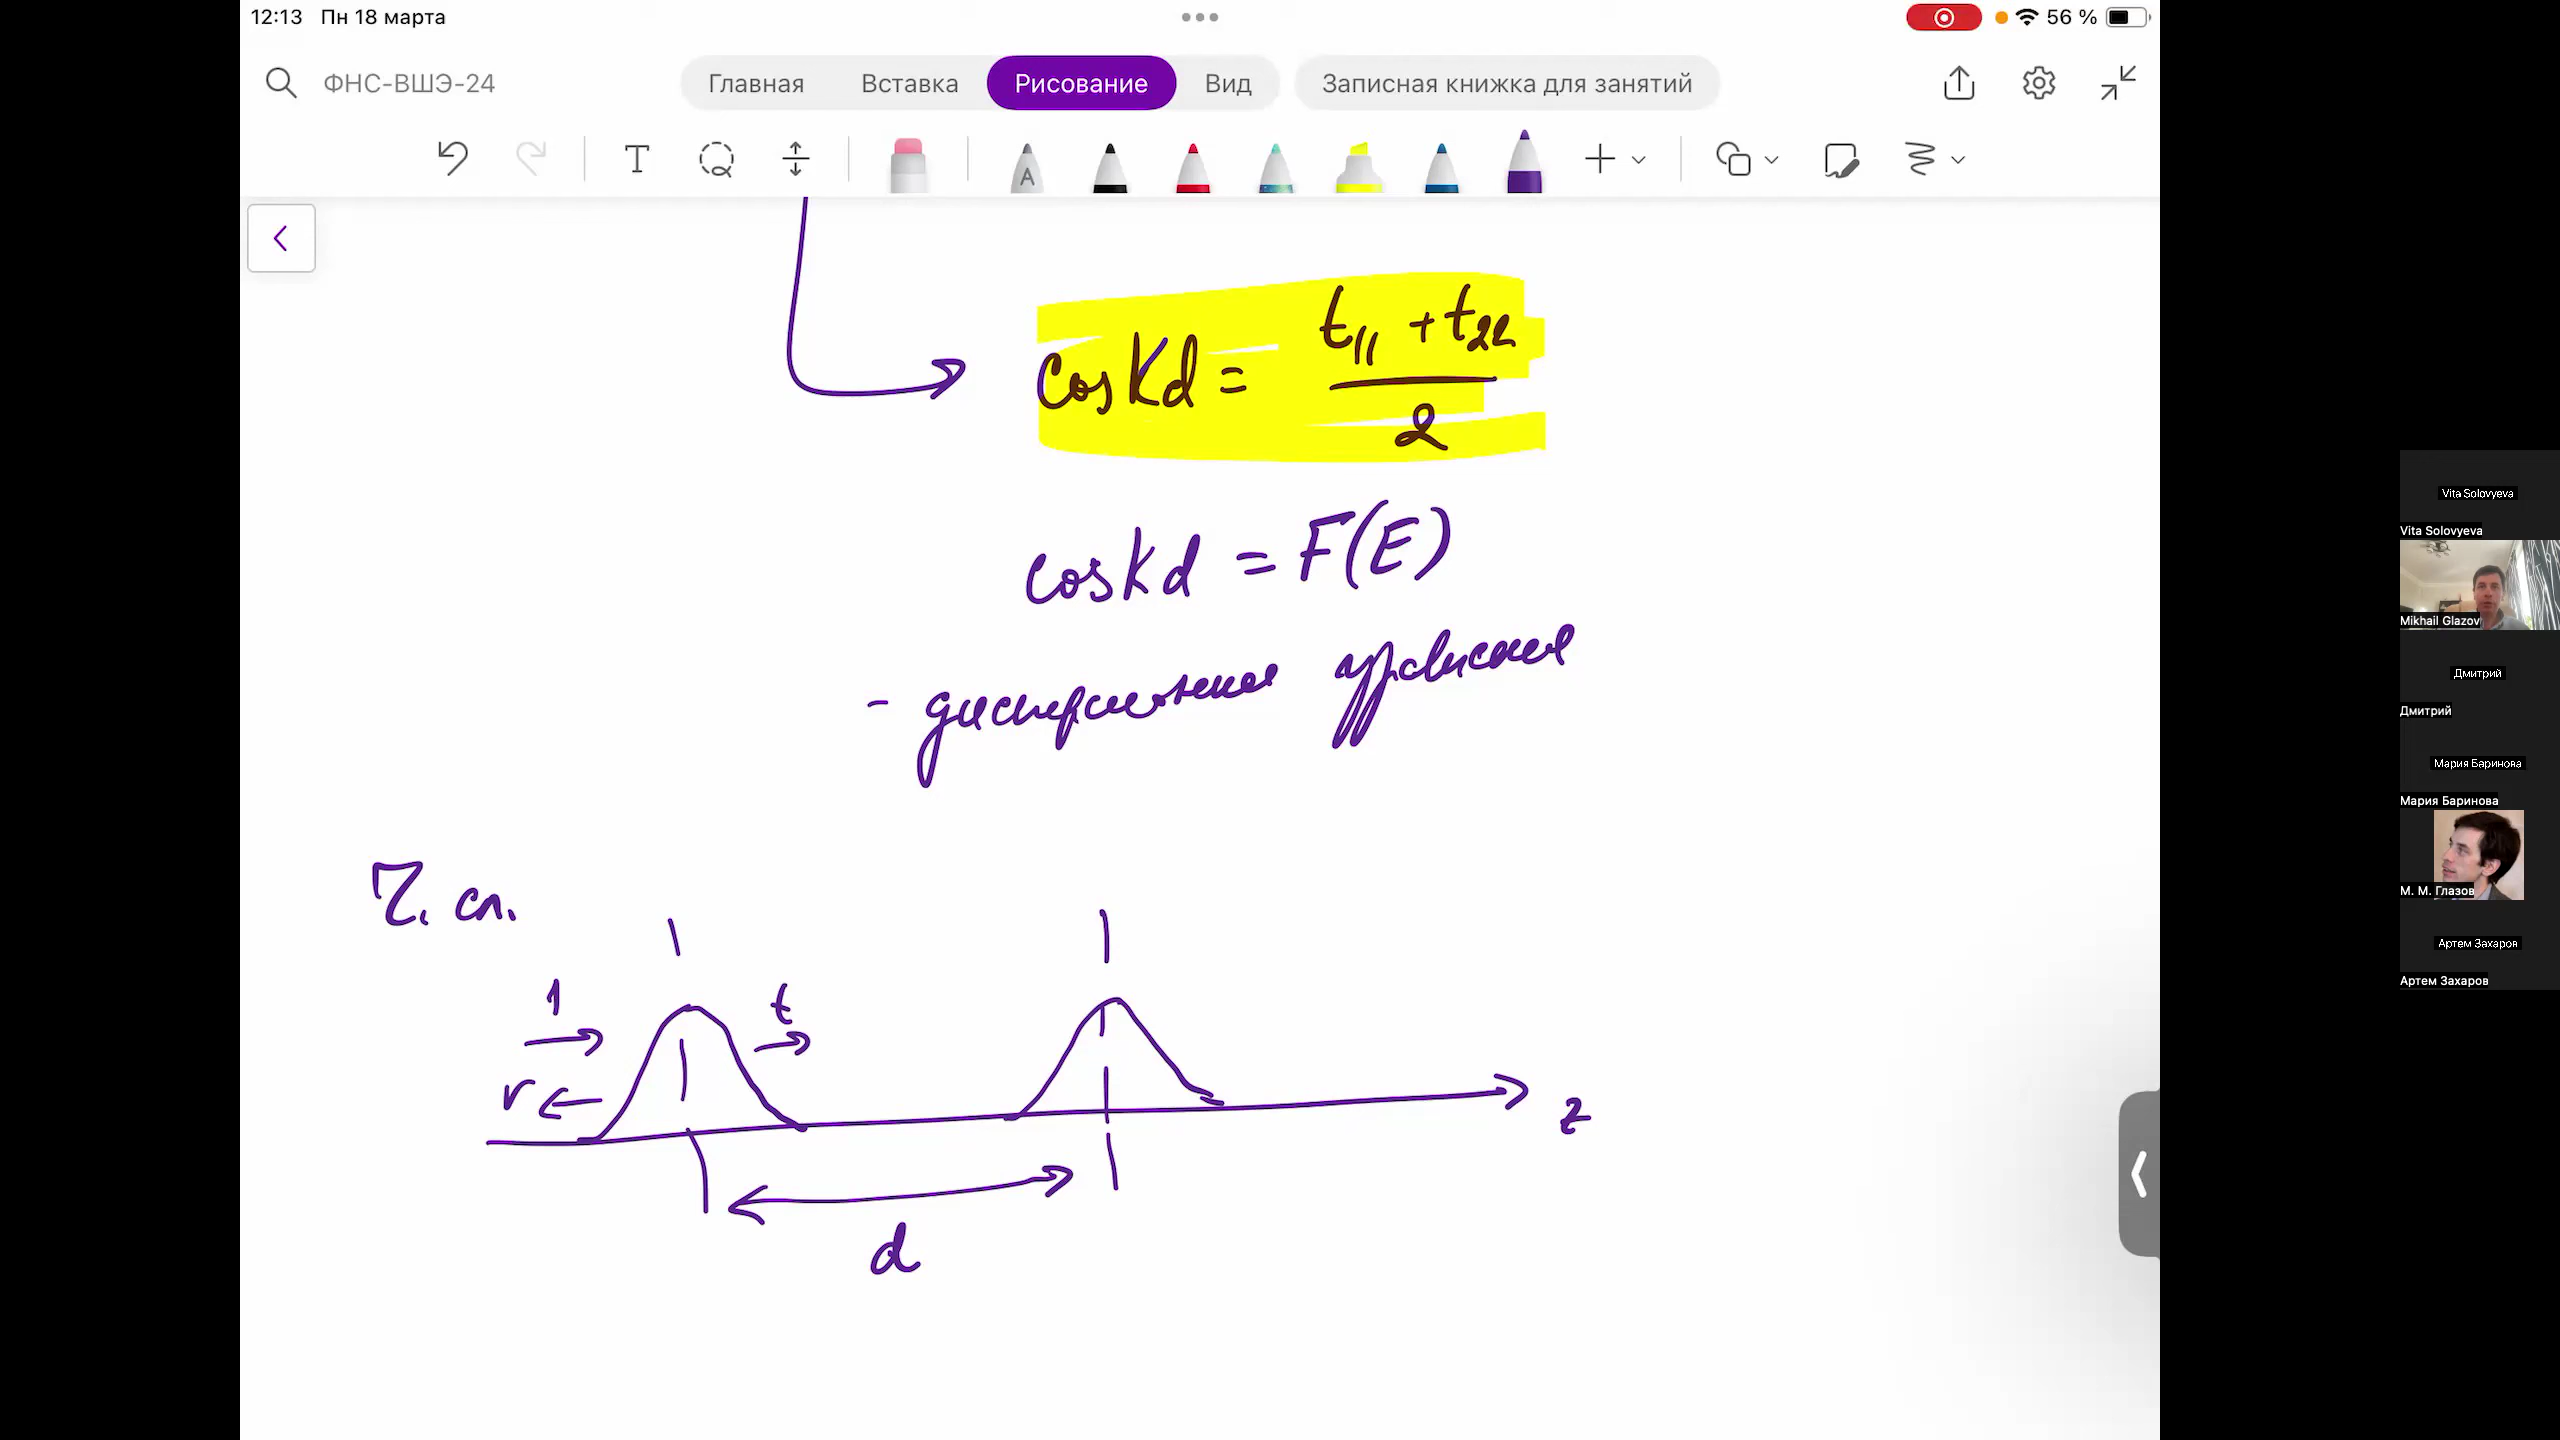 12:13 Пн 18 марта
56 %
ФНС-ВШЭ-24
Главная Вставка Рисование Вид Записная книжка для занятий
T
A
cos Kd = (t₁₁ + t₂₂) / 2
cos Kd = F(E)
- дисперсионное уравнение
Ч. сл.
1
t
r
z
d
Vita Solovyeva
Vita Solovyeva
Mikhail Glazov
Дмитрий
Дмитрий
Мария Баринова
Мария Баринова
М. М. Глазов
Артем Захаров
Артем Захаров